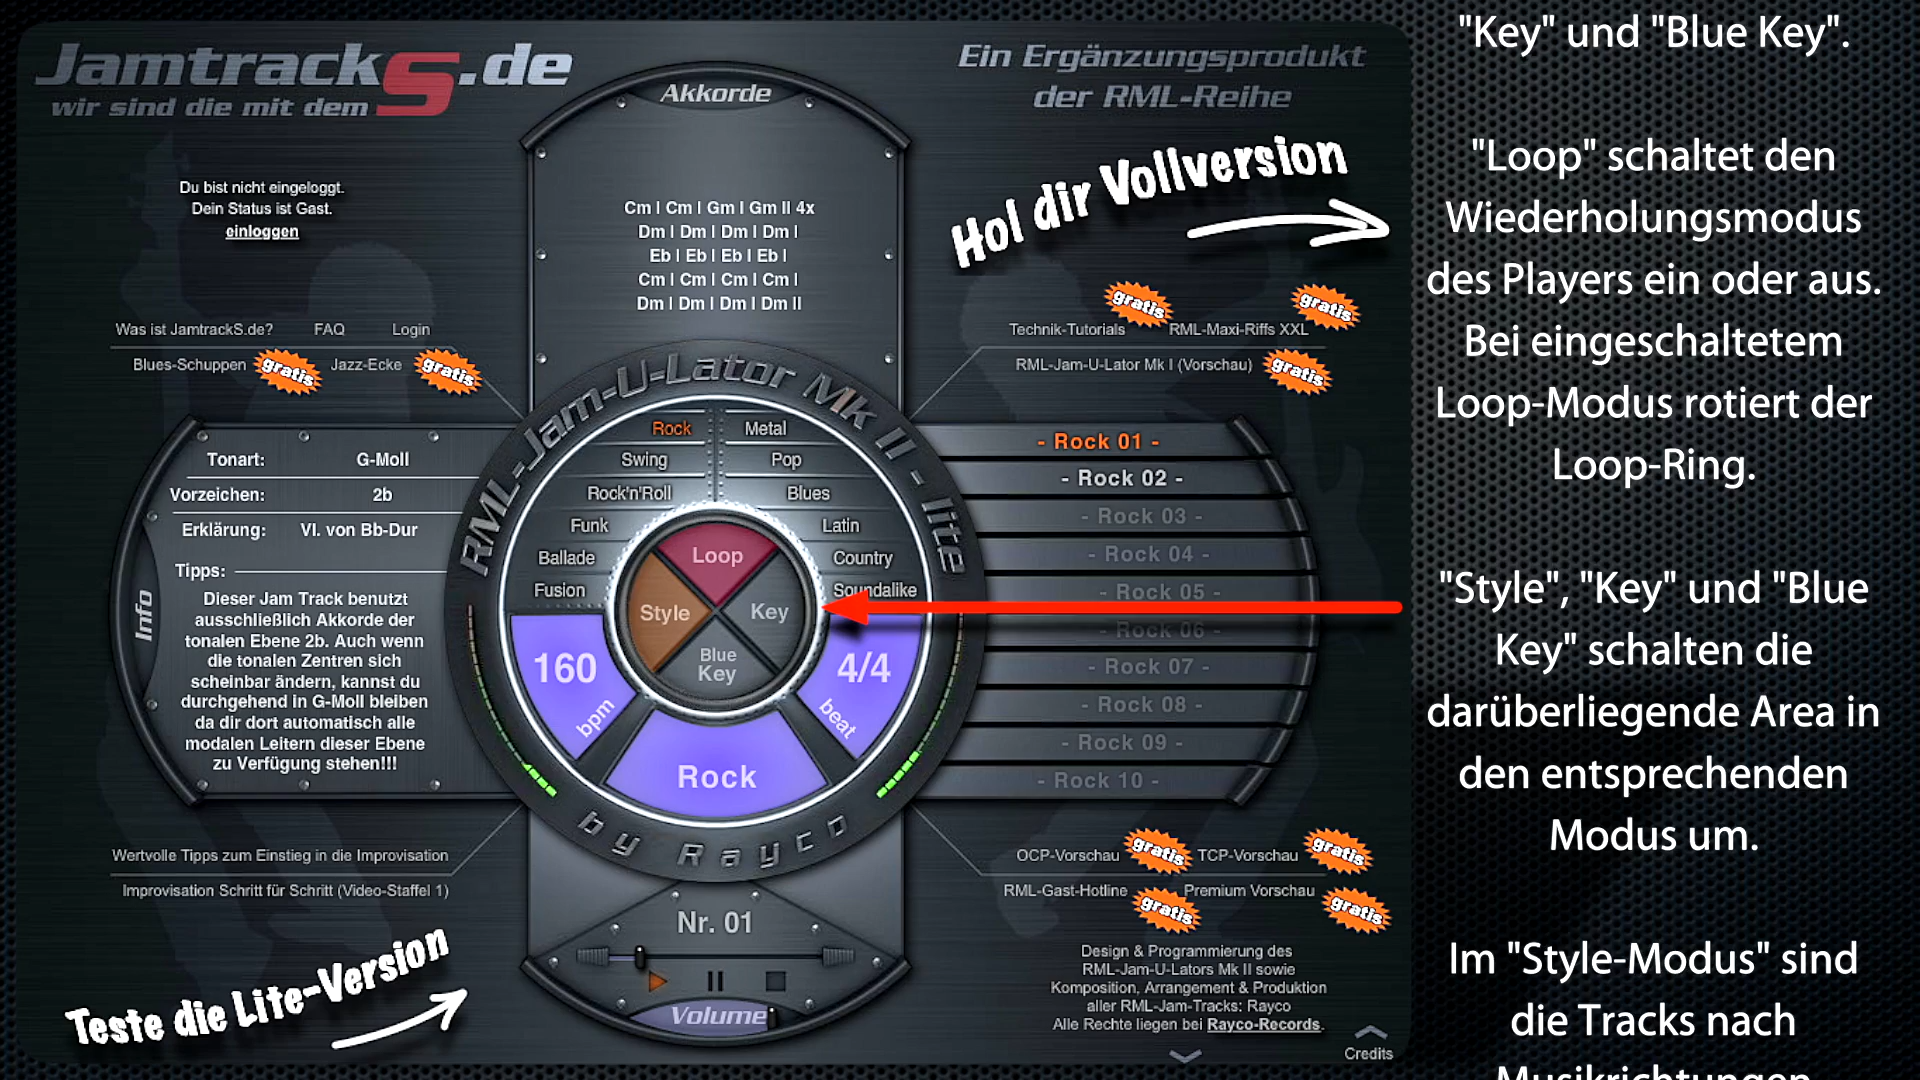 JamtrackS.de
wir sind die mit dem
Ein Ergänzungsprodukt
der RML-Reihe
Akkorde
Du bist nicht eingeloggt.
Dein Status ist Gast.
einloggen
Cm I Cm I Gm I Gm II 4x
Dm I Dm I Dm I Dm I
Eb I Eb I Eb I Eb I
Cm I Cm I Cm I Cm I
Dm I Dm I Dm I Dm II
Hol dir Vollversion
Was ist JamtrackS.de? FAQ Login
Blues-Schuppen gratis Jazz-Ecke gratis
gratis gratis
Technik-Tutorials RML-Maxi-Riffs XXL
RML-Jam-U-Lator Mk I (Vorschau) gratis
RML-Jam-U-Lator Mk II - lite
by Rayco
Info
Tonart: G-Moll
Vorzeichen: 2b
Erklärung: VI. von Bb-Dur
Tipps:
Dieser Jam Track benutzt
ausschließlich Akkorde der
tonalen Ebene 2b. Auch wenn
die tonalen Zentren sich
scheinbar ändern, kannst du
durchgehend in G-Moll bleiben
da dir dort automatisch alle
modalen Leitern dieser Ebene
zu Verfügung stehen!!!
Rock Metal
Swing Pop
Rock'n'Roll Blues
Funk Latin
Ballade Country
Fusion Soundalike
Loop
Style Key
Blue
Key
160
bpm
4/4
beat
Rock
- Rock 01 -
- Rock 02 -
- Rock 03 -
- Rock 04 -
- Rock 05 -
- Rock 06 -
- Rock 07 -
- Rock 08 -
- Rock 09 -
- Rock 10 -
Wertvolle Tipps zum Einstieg in die Improvisation
Improvisation Schritt für Schritt (Video-Staffel 1)
Teste die Lite-Version
Nr. 01
Volume
OCP-Vorschau gratis TCP-Vorschau gratis
RML-Gast-Hotline gratis Premium Vorschau gratis
Design & Programmierung des
RML-Jam-U-Lators Mk II sowie
Komposition, Arrangement & Produktion
aller RML-Jam-Tracks: Rayco
Alle Rechte liegen bei Rayco-Records.
Credits
"Key" und "Blue Key".
"Loop" schaltet den
Wiederholungsmodus
des Players ein oder aus.
Bei eingeschaltetem
Loop-Modus rotiert der
Loop-Ring.
"Style", "Key" und "Blue
Key" schalten die
darüberliegende Area in
den entsprechenden
Modus um.
Im "Style-Modus" sind
die Tracks nach
Musikrichtungen